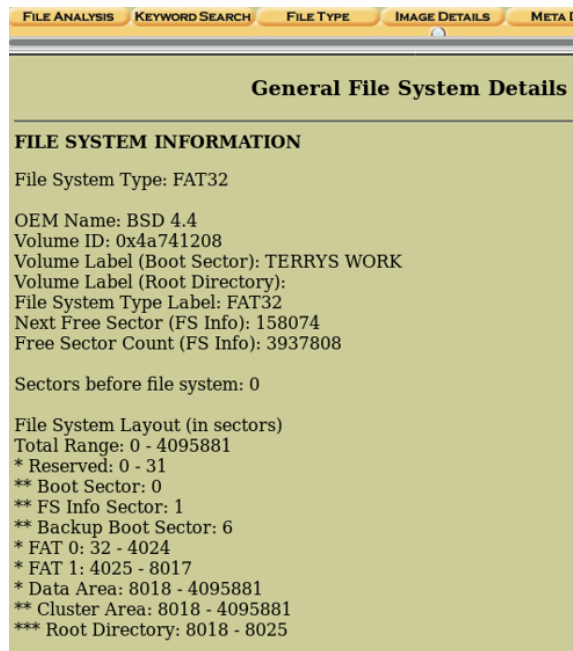 FILE ANALYSIS KEYWORD SEARCH FILE TYPE IMAGE DETAILS META
General File System Details
FILE SYSTEM INFORMATION
File System Type: FAT32
OEM Name: BSD 4.4
Volume ID: 0x4a741208
Volume Label (Boot Sector): TERRYS WORK
Volume Label (Root Directory):
File System Type Label: FAT32
Next Free Sector (FS Info): 158074
Free Sector Count (FS Info): 3937808
Sectors before file system: 0
File System Layout (in sectors)
Total Range: 0 - 4095881
* Reserved: 0 - 31
** Boot Sector: 0
** FS Info Sector: 1
** Backup Boot Sector: 6
* FAT 0: 32 - 4024
* FAT 1: 4025 - 8017
* Data Area: 8018 - 4095881
** Cluster Area: 8018 - 4095881
*** Root Directory: 8018 - 8025